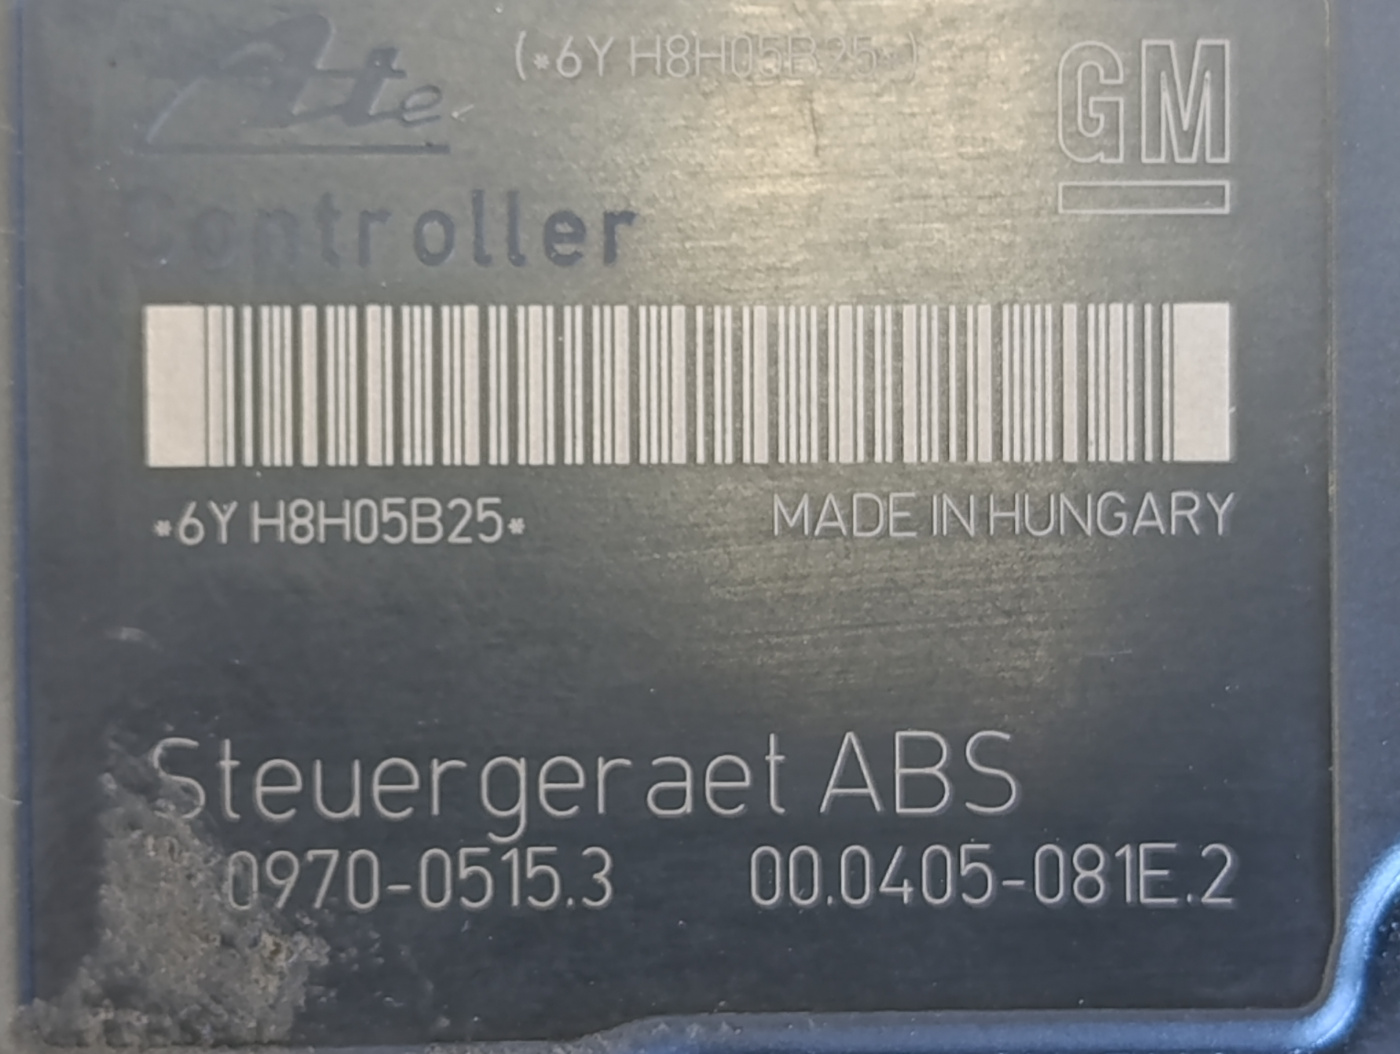 Ate (*6Y H8H05B25*) GM
Controller
*6Y H8H05B25* MADE IN HUNGARY
Steuergeraet ABS
0970-0515.3 00.0405-081E.2